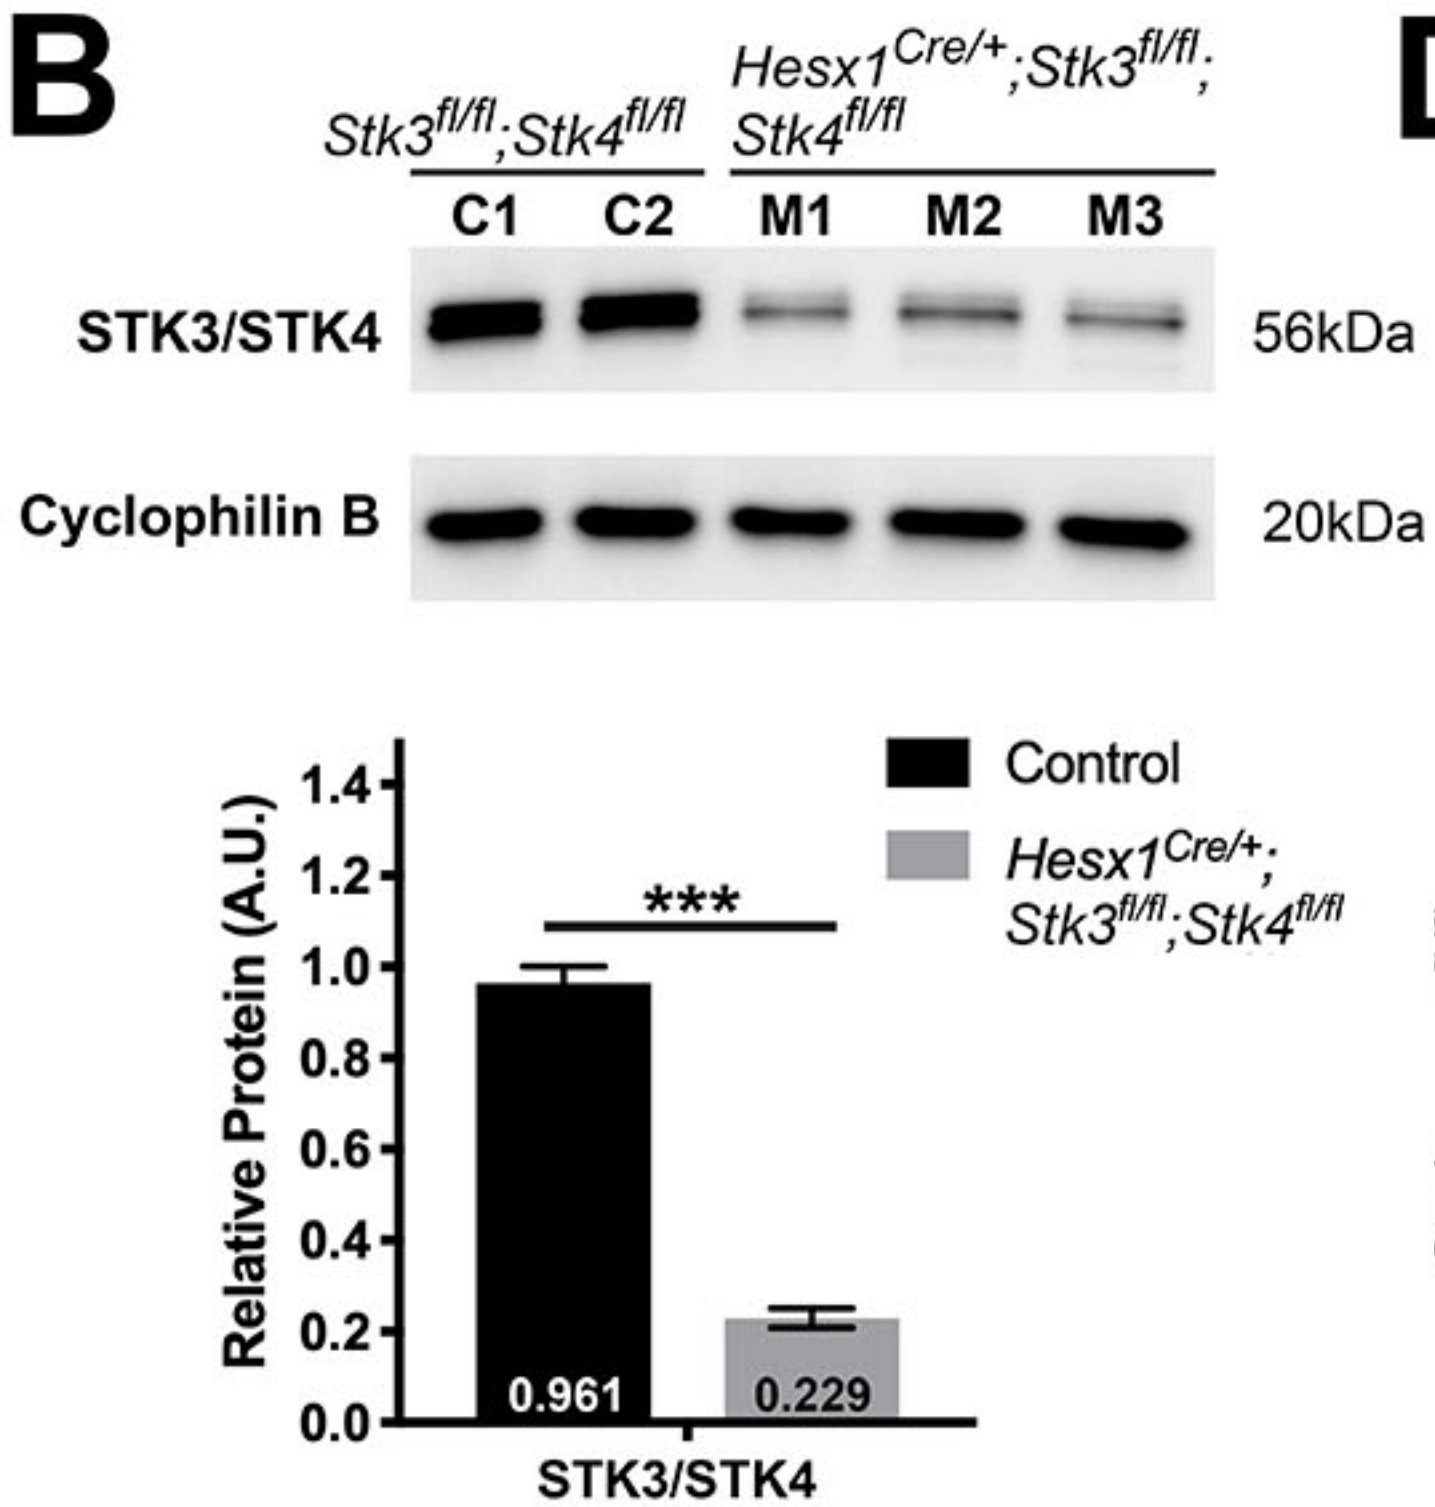 B
Hesx1Cre/+;Stk3fl/fl;
Stk3fl/fl;Stk4fl/fl Stk4fl/fl
C1 C2 M1 M2 M3
STK3/STK4 56kDa
Cyclophilin B 20kDa
Relative Protein (A.U.)
1.4
1.2
1.0
0.8
0.6
0.4
0.2
0.0
***
0.961 0.229
STK3/STK4
Control
Hesx1Cre/+;
Stk3fl/fl;Stk4fl/fl